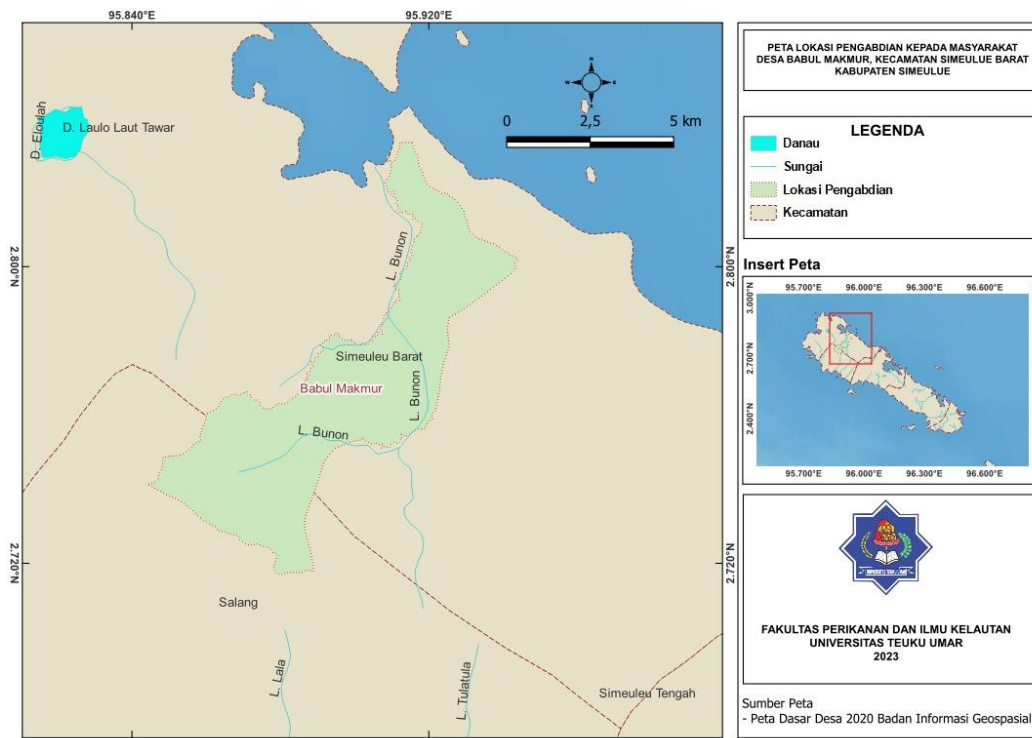 95.840°E 95.920°E
D. Eloulah
D. Laulo Laut Tawar
N
W E
S
0 2,5 5 km
2.800°N 2.800°N
L. Bunon
Simeuleu Barat
Babul Makmur
L. Bunon
L. Bunon
2.720°N 2.720°N
Salang
L. Lala
L. Tulatula
Simeuleu Tengah
PETA LOKASI PENGABDIAN KEPADA MASYARAKAT
DESA BABUL MAKMUR, KECAMATAN SIMEULUE BARAT
KABUPATEN SIMEULUE
LEGENDA
Danau
Sungai
Lokasi Pengabdian
Kecamatan
Insert Peta
95.700°E 96.000°E 96.300°E 96.600°E
3.000°N
2.700°N 2.700°N
2.400°N 2.400°N
95.700°E 96.000°E 96.300°E 96.600°E
FAKULTAS PERIKANAN DAN ILMU KELAUTAN
UNIVERSITAS TEUKU UMAR
2023
Sumber Peta
- Peta Dasar Desa 2020 Badan Informasi Geospasial